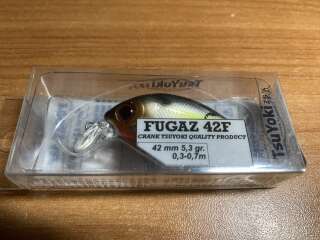 TsuYoki
FUGAZ 42F
CRANK TSUYOKI QUALITY PRODUCT
42 mm 5,3 gr.
0,3-0,7m
TsuYoki